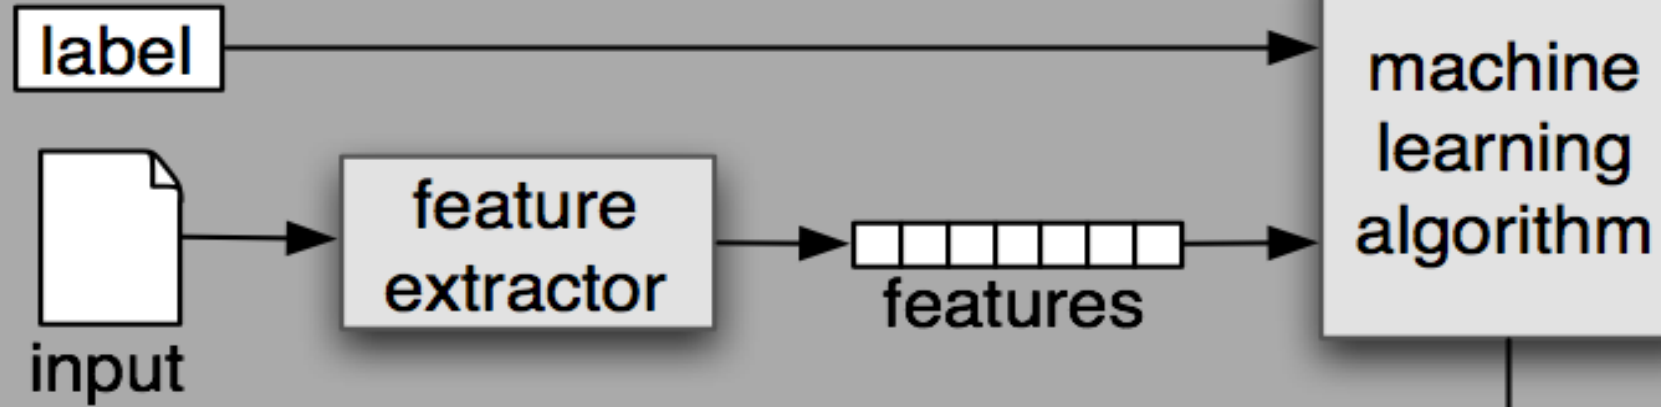 label
machine
learning
algorithm
feature
extractor
features
input